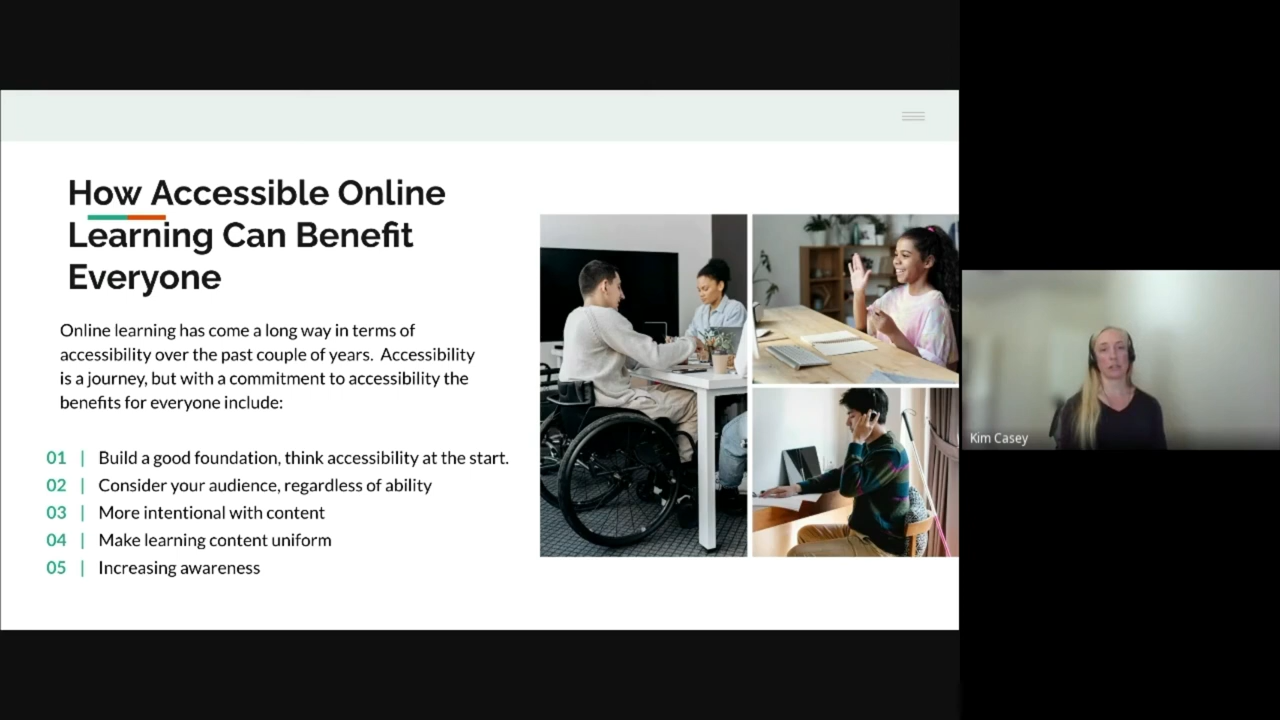 How Accessible Online
Learning Can Benefit
Everyone
Online learning has come a long way in terms of
accessibility over the past couple of years. Accessibility
is a journey, but with a commitment to accessibility the
benefits for everyone include:
01 | Build a good foundation, think accessibility at the start.
02 | Consider your audience, regardless of ability
03 | More intentional with content
04 | Make learning content uniform
05 | Increasing awareness
Kim Casey